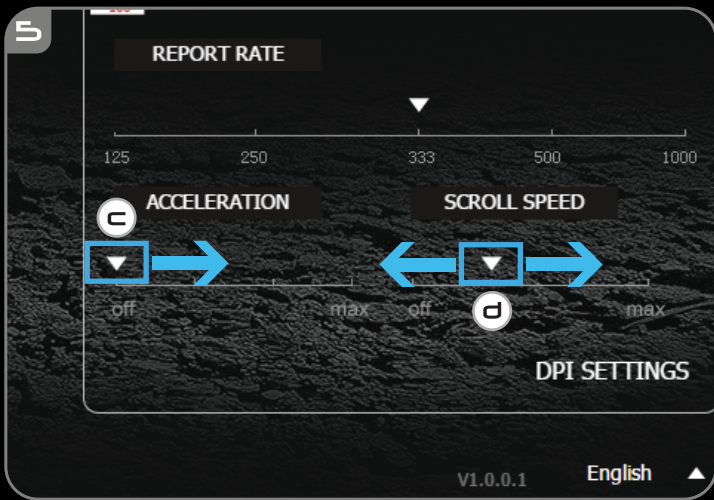 5
REPORT RATE
125 250 333 500 1000
ACCELERATION SCROLL SPEED
c
off max off max
d
DPI SETTINGS
V1.0.0.1
English